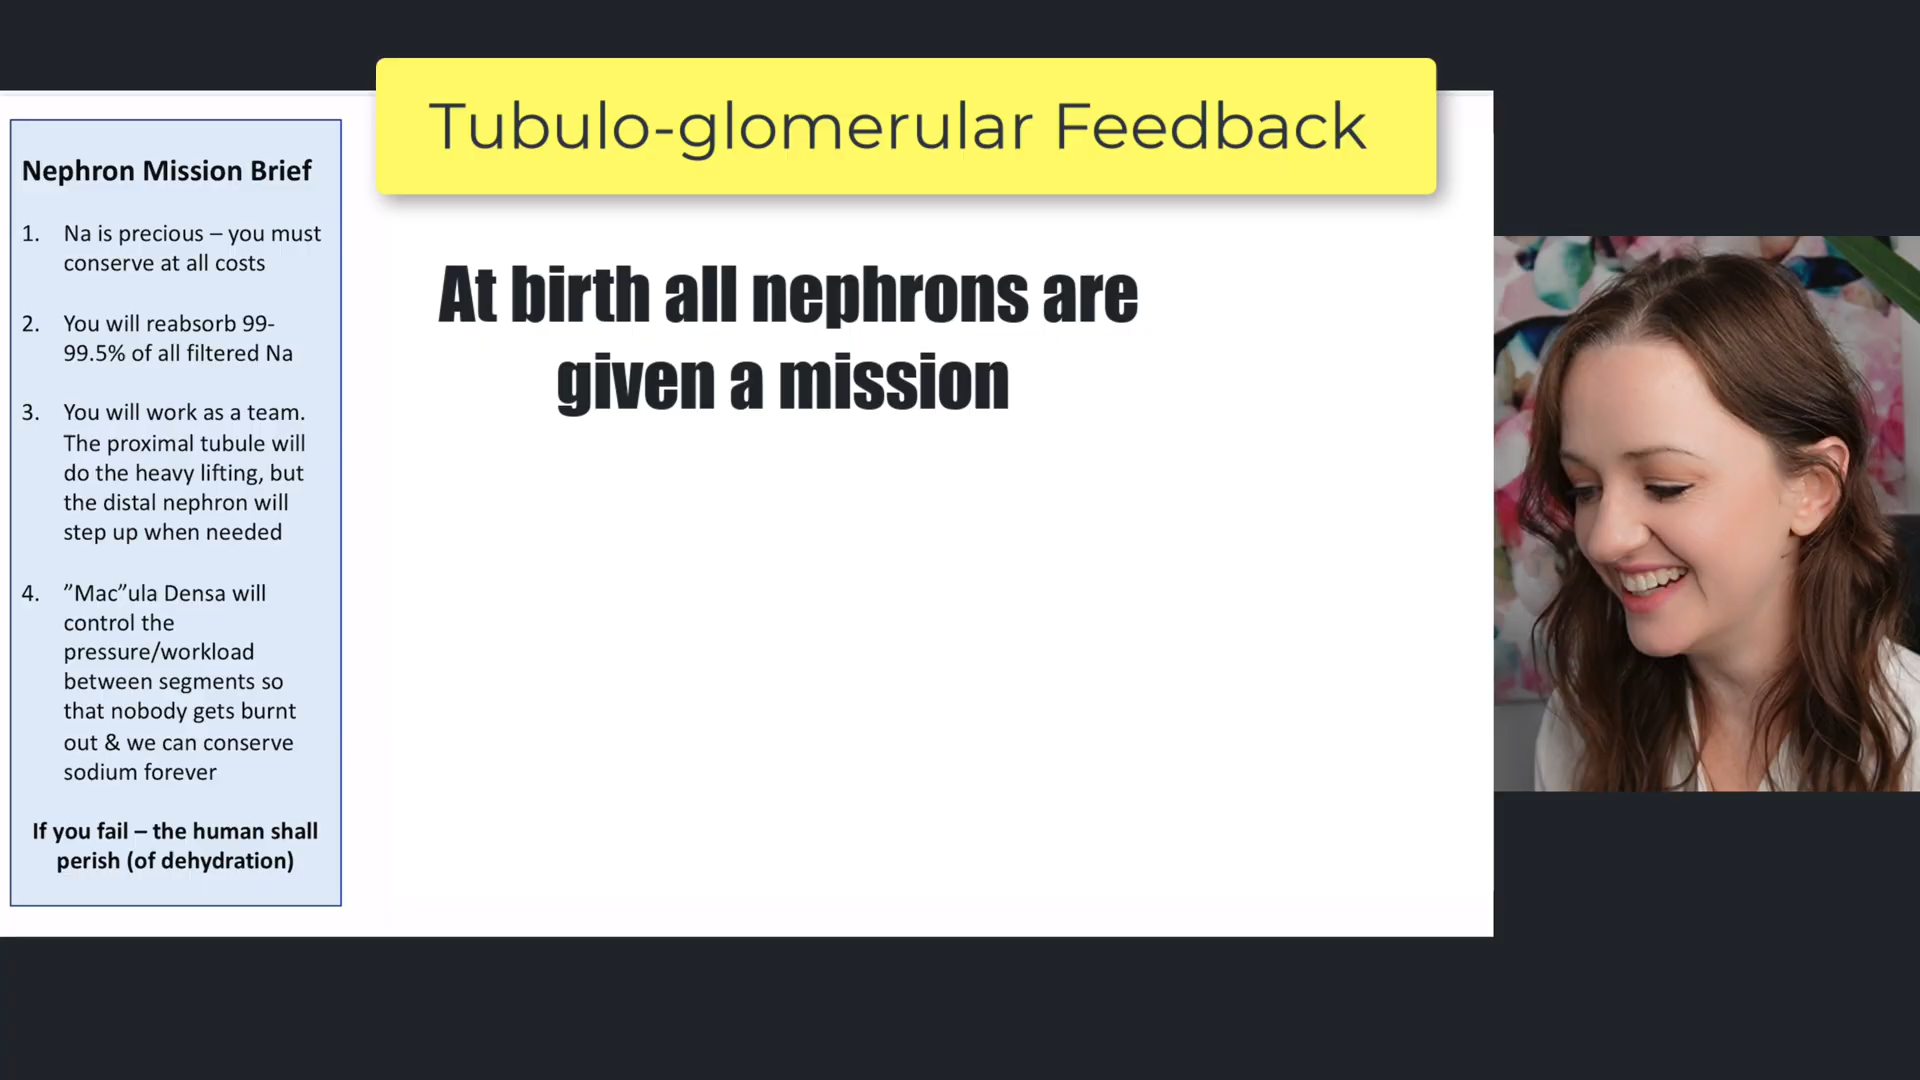 Tubulo-glomerular Feedback
Nephron Mission Brief
1. Na is precious – you must
conserve at all costs
2. You will reabsorb 99-
99.5% of all filtered Na
3. You will work as a team.
The proximal tubule will
do the heavy lifting, but
the distal nephron will
step up when needed
4. ”Mac”ula Densa will
control the
pressure/workload
between segments so
that nobody gets burnt
out & we can conserve
sodium forever
If you fail – the human shall
perish (of dehydration)
At birth all nephrons are
given a mission